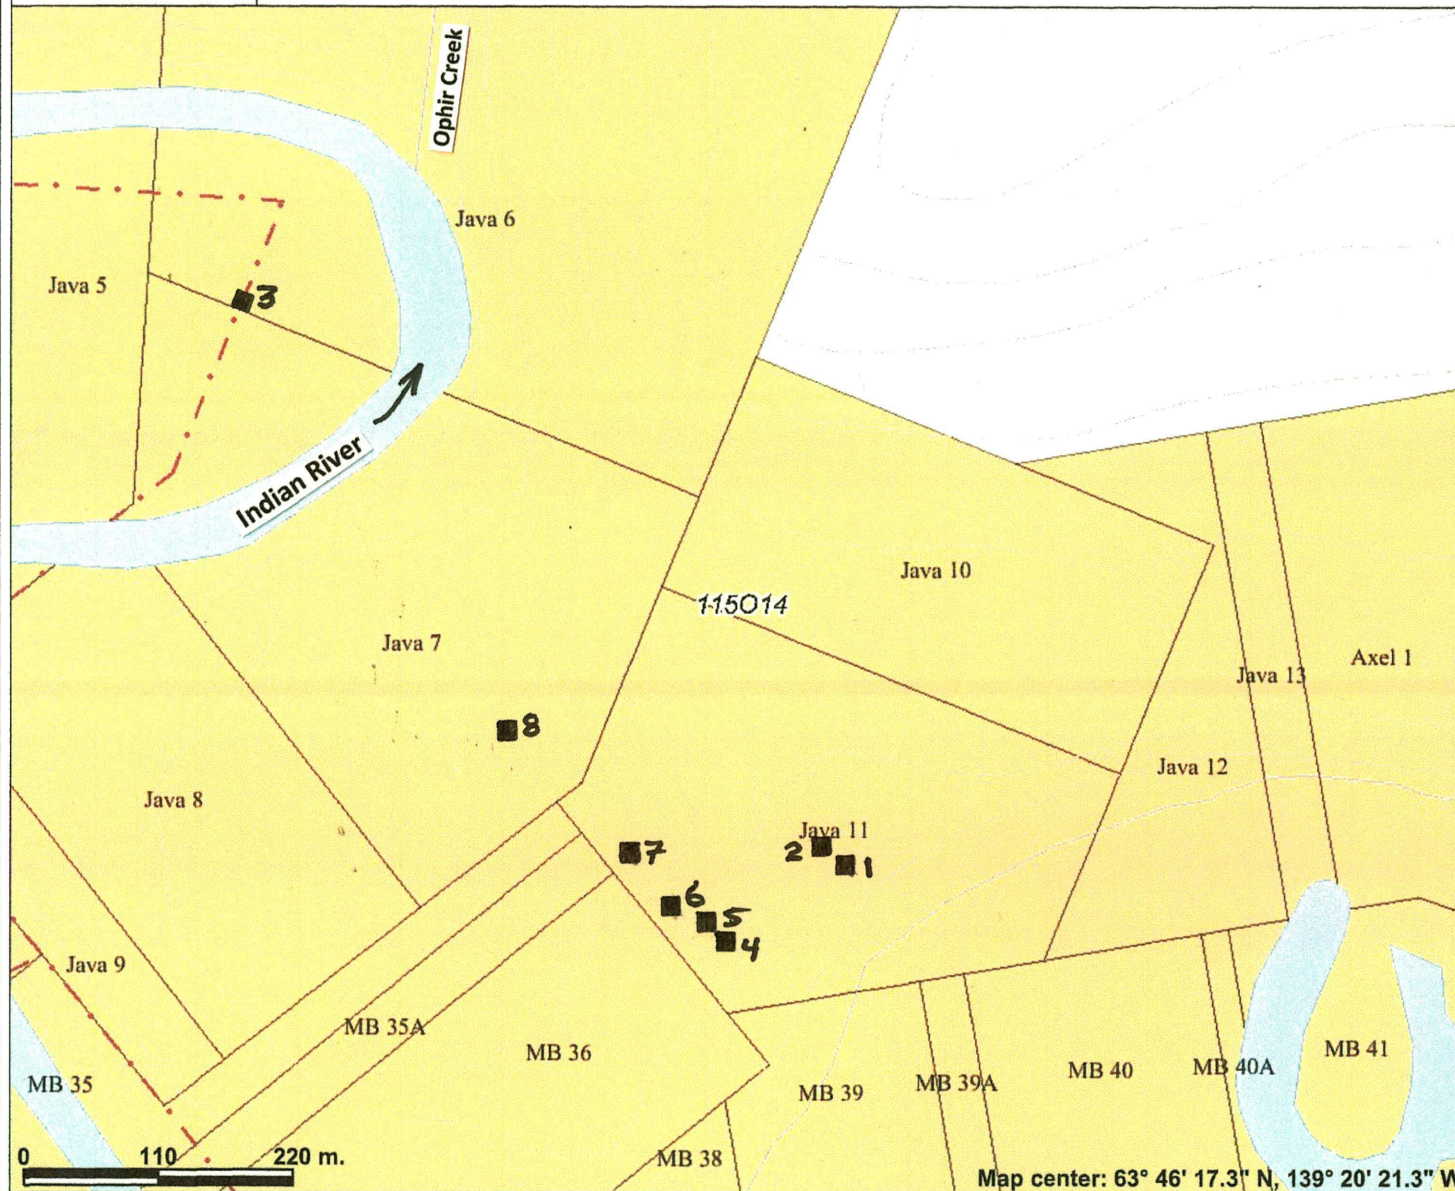 Ophir Creek
Java 6
Java 5
3
Indian River
Java 10
115O14
Java 7
Java 13
Axel 1
8
Java 12
Java 8
Java 11
2
1
7
6
5
4
Java 9
MB 35A
MB 36
MB 35
MB 39
MB 39A
MB 40
MB 40A
MB 41
MB 38
0 110 220 m.
Map center: 63° 46' 17.3" N, 139° 20' 21.3" W